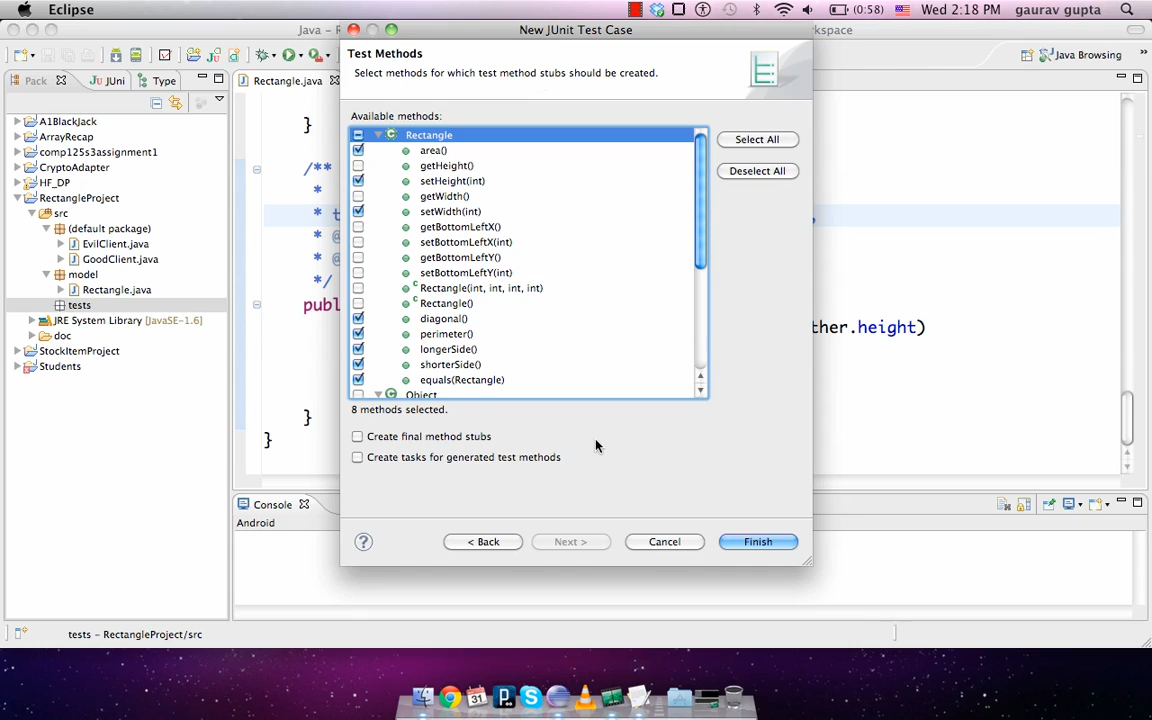 Eclipse
(0:58)
Wed 2:18 PM
gaurav gupta
Java –
New JUnit Test Case
kspace
Java Browsing
Pack
JUni
Type
Rectangle.java
A1BlackJack
ArrayRecap
comp125s3assignment1
CryptoAdapter
HF_DP
RectangleProject
src
(default package)
EvilClient.java
GoodClient.java
model
Rectangle.java
tests
JRE System Library [JavaSE-1.6]
doc
StockItemProject
Students
}
/**
*
* t
* @
* @
*/
publ
ther.height)
}
}
Test Methods
Select methods for which test method stubs should be created.
Available methods:
Rectangle
area()
getHeight()
setHeight(int)
getWidth()
setWidth(int)
getBottomLeftX()
setBottomLeftX(int)
getBottomLeftY()
setBottomLeftY(int)
Rectangle(int, int, int, int)
Rectangle()
diagonal()
perimeter()
longerSide()
shorterSide()
equals(Rectangle)
Object
Select All
Deselect All
8 methods selected.
Create final method stubs
Create tasks for generated test methods
?
< Back
Next >
Cancel
Finish
Console
Android
tests – RectangleProject/src
31